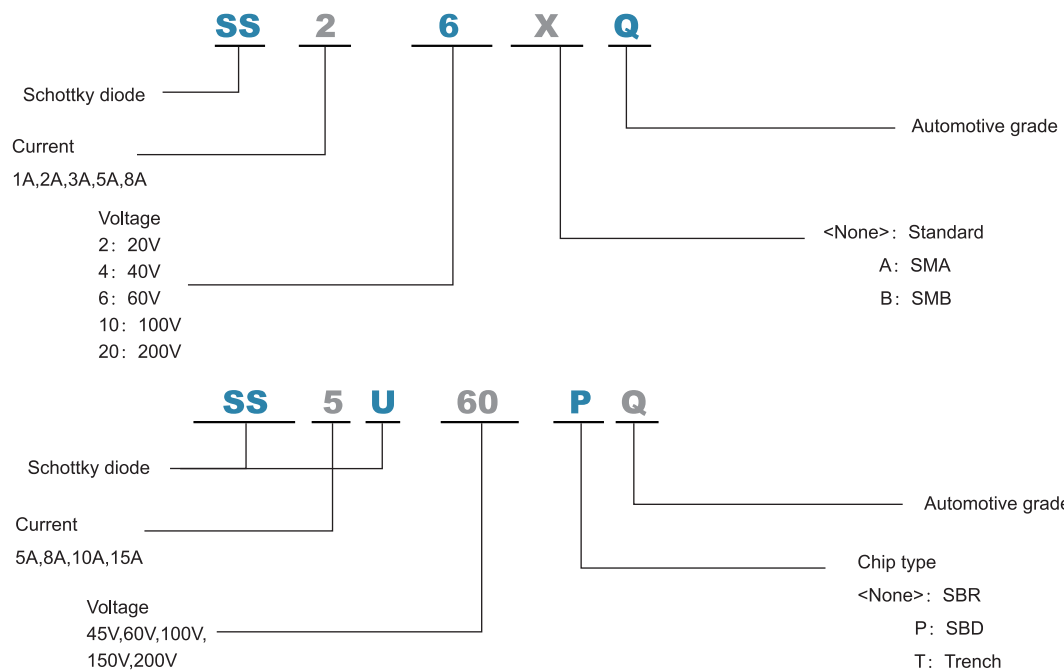 SS 2 6 X Q
Schottky diode
Automotive grade
Current
1A,2A,3A,5A,8A
Voltage
2: 20V
4: 40V
6: 60V
10: 100V
20: 200V
<None>: Standard
A: SMA
B: SMB
SS 5 U 60 P Q
Schottky diode
Automotive grade
Current
5A,8A,10A,15A
Voltage
45V,60V,100V,
150V,200V
Chip type
<None>: SBR
P: SBD
T: Trench